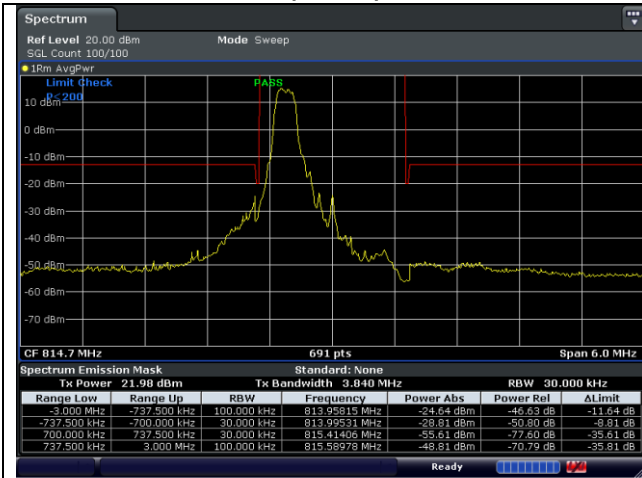 Spectrum
Ref Level 20.00 dBm Mode Sweep
SGL Count 100/100
1Rm AvgPwr
Limit Check PASS
P<200
10 dBm
0 dBm
-10 dBm
-20 dBm
-30 dBm
-40 dBm
-50 dBm
-60 dBm
-70 dBm
CF 814.7 MHz 691 pts Span 6.0 MHz
Spectrum Emission Mask Standard: None
Tx Power 21.98 dBm Tx Bandwidth 3.840 MHz RBW 30.000 kHz
Range Low Range Up RBW Frequency Power Abs Power Rel ΔLimit
-3.000 MHz -737.500 kHz 100.000 kHz 813.95815 MHz -24.64 dBm -46.63 dB -11.64 dB
-737.500 kHz -700.000 kHz 30.000 kHz 813.99531 MHz -28.81 dBm -50.80 dB -8.81 dB
700.000 kHz 737.500 kHz 30.000 kHz 815.41406 MHz -55.61 dBm -77.60 dB -35.61 dB
737.500 kHz 3.000 MHz 100.000 kHz 815.58978 MHz -48.81 dBm -70.79 dB -35.81 dB
Ready